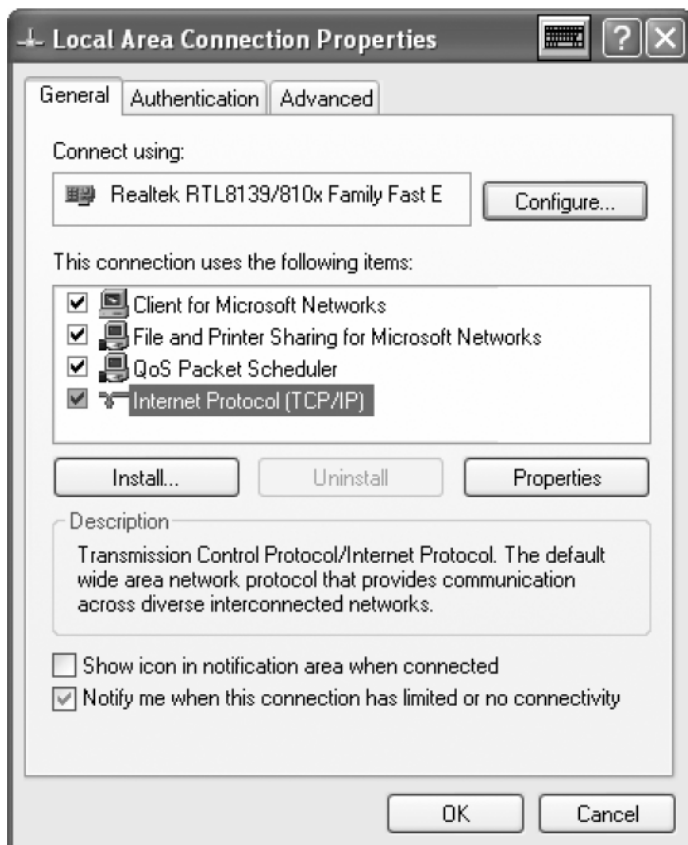 Local Area Connection Properties
General Authentication Advanced
Connect using:
Realtek RTL8139/810x Family Fast E
Configure...
This connection uses the following items:
Client for Microsoft Networks
File and Printer Sharing for Microsoft Networks
QoS Packet Scheduler
Internet Protocol (TCP/IP)
Install... Uninstall Properties
Description
Transmission Control Protocol/Internet Protocol. The default
wide area network protocol that provides communication
across diverse interconnected networks.
Show icon in notification area when connected
Notify me when this connection has limited or no connectivity
OK Cancel